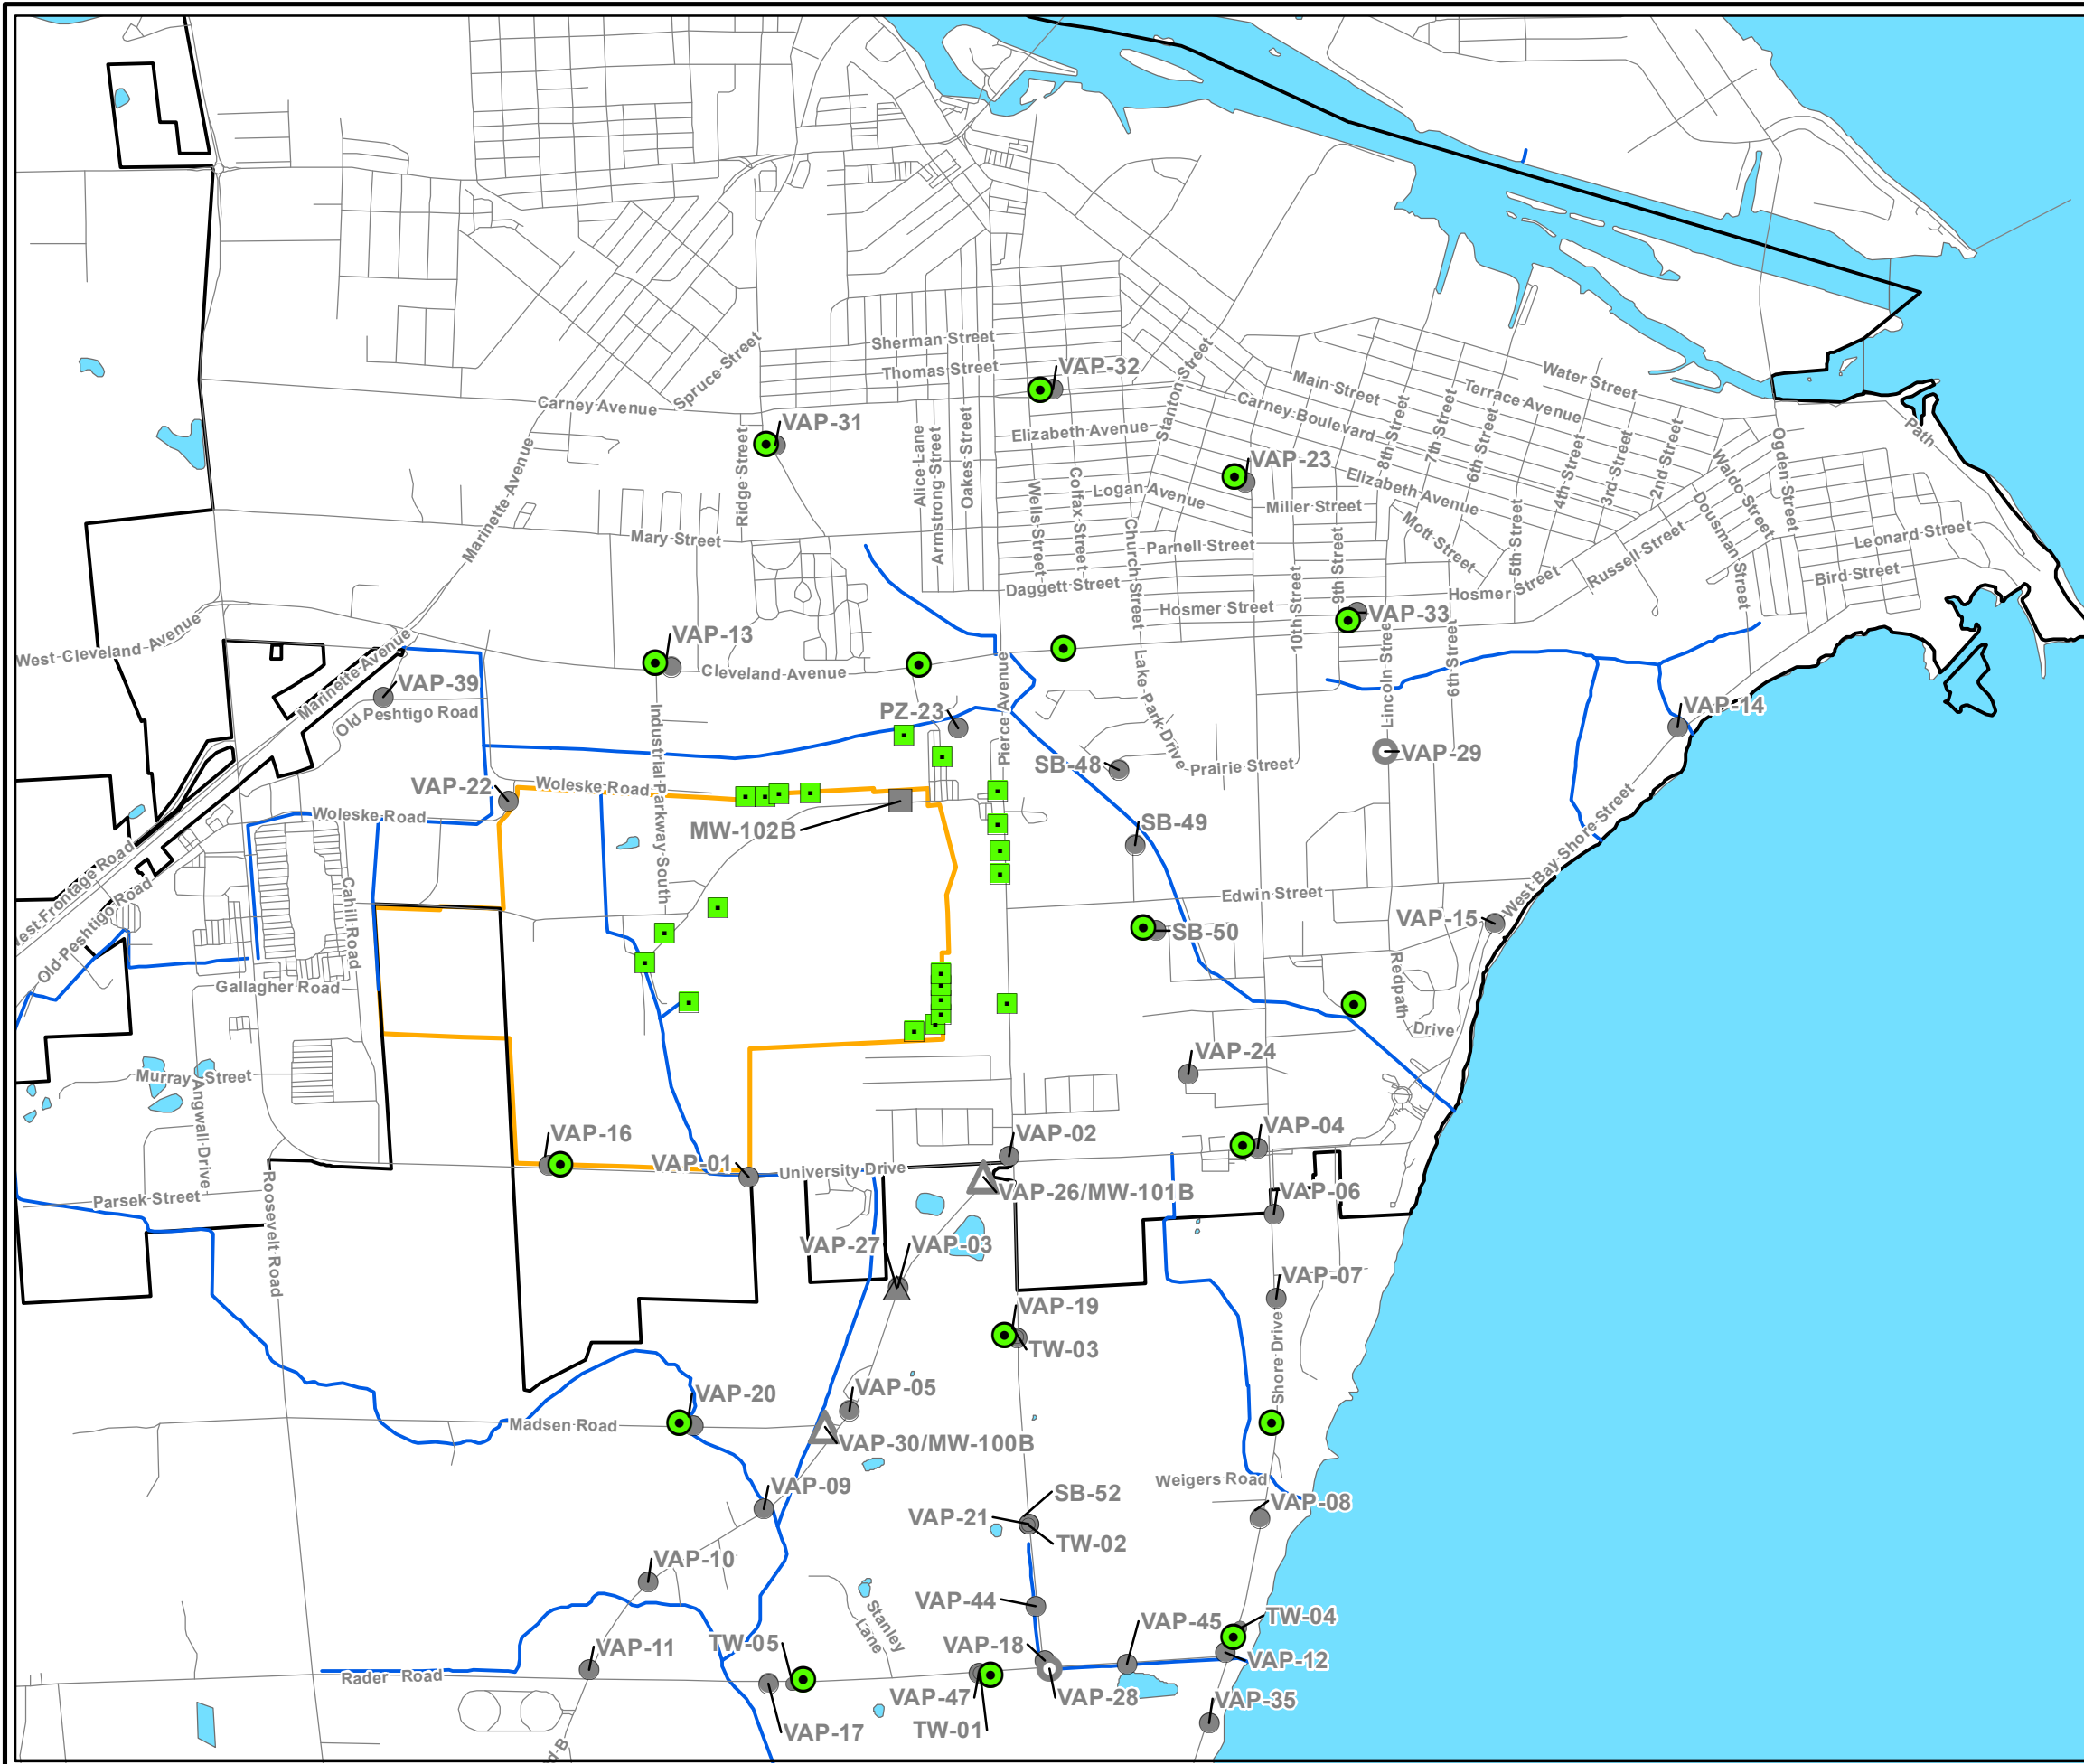 Sherman Street
Thomas Street
VAP-32
Spruce Street
Carney Avenue
VAP-31
Water Street
Main Street
Terrace Avenue
Carney Boulevard
Stanton Street
Elizabeth Avenue
Path
Ridge Street
Alice Lane
Armstrong Street
Oakes Street
Marinette Avenue
VAP-23
8th Street
7th Street
6th Street
4th Street
3rd Street
2nd Street
Waldo Street
Ogden Street
Wells Street
Colfax Street
Logan Avenue
Elizabeth Avenue
Miller Street
Mott Street
5th Street
Dousman Street
Mary Street
Church Street
Parnell Street
Russell Street
Leonard Street
Daggett Street
10th Street
9th Street
Hosmer Street
Bird Street
Hosmer Street
VAP-33
West Cleveland Avenue
VAP-13
Cleveland Avenue
Marinette Avenue
VAP-39
Old Peshtigo Road
PZ-23
Pierce Avenue
Lake Park Drive
Lincoln Street
6th Street
VAP-14
Industrial Parkway South
SB-48
Prairie Street
VAP-29
VAP-22
Woleske Road
Woleske Road
MW-102B
SB-49
West Bay Shore Street
West Frontage Road
Old Peshtigo Road
Cahill Road
Edwin Street
VAP-15
SB-50
Gallagher Road
Redpath
Drive
Murray Street
Angwall Drive
VAP-24
VAP-16
VAP-02
VAP-04
VAP-01
University Drive
VAP-26/MW-101B
VAP-06
Parsek Street
Roosevelt Road
VAP-27
VAP-03
VAP-07
VAP-19
TW-03
Shore Drive
VAP-20
VAP-05
Madsen Road
VAP-30/MW-100B
VAP-09
Weigers Road
SB-52
VAP-21
VAP-08
TW-02
VAP-10
VAP-44
Stanley
Lane
VAP-45
TW-04
VAP-11
TW-05
VAP-18
VAP-12
Rader Road
VAP-47
VAP-28
VAP-35
VAP-17
TW-01
d B